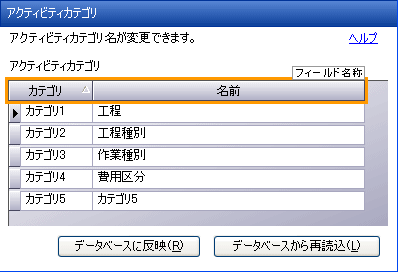 アクティビティカテゴリ
アクティビティカテゴリ名が変更できます。 ヘルプ
アクティビティカテゴリ
フィールド名称
カテゴリ 名前
カテゴリ1 工程
カテゴリ2 工程種別
カテゴリ3 作業種別
カテゴリ4 費用区分
カテゴリ5 カテゴリ5
データベースに反映(R) データベースから再読込(L)